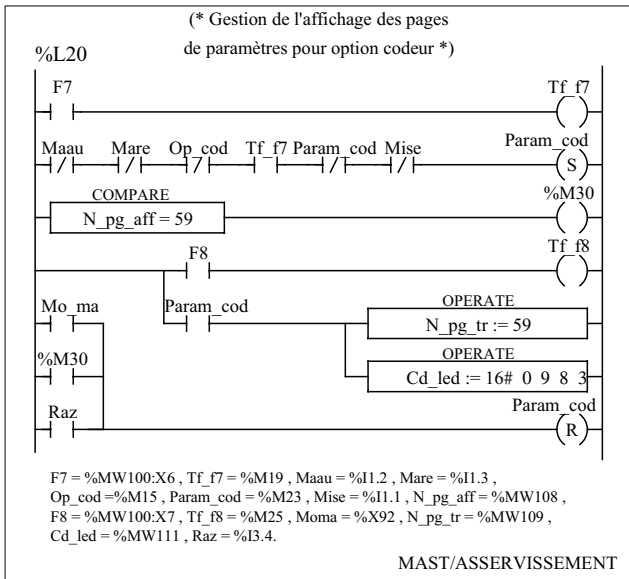 (* Gestion de l'affichage des pages
de paramètres pour option codeur *)
%L20
F7 Tf_f7
Maau Mare Op_cod Tf_f7 Param_cod Mise Param_cod
S
COMPARE
%M30
N_pg_aff = 59
F8 Tf_f8
Mo_ma Param_cod
OPERATE
N_pg_tr := 59
%M30
OPERATE
Cd_led := 16# 0 9 8 3
Raz Param_cod
R
F7 = %MW100:X6 , Tf_f7 = %M19 , Maau = %I1.2 , Mare = %I1.3 ,
Op_cod =%M15 , Param_cod = %M23 , Mise = %I1.1 , N_pg_aff = %MW108 ,
F8 = %MW100:X7 , Tf_f8 = %M25 , Moma = %X92 , N_pg_tr = %MW109 ,
Cd_led = %MW111 , Raz = %I3.4.
MAST/ASSERVISSEMENT